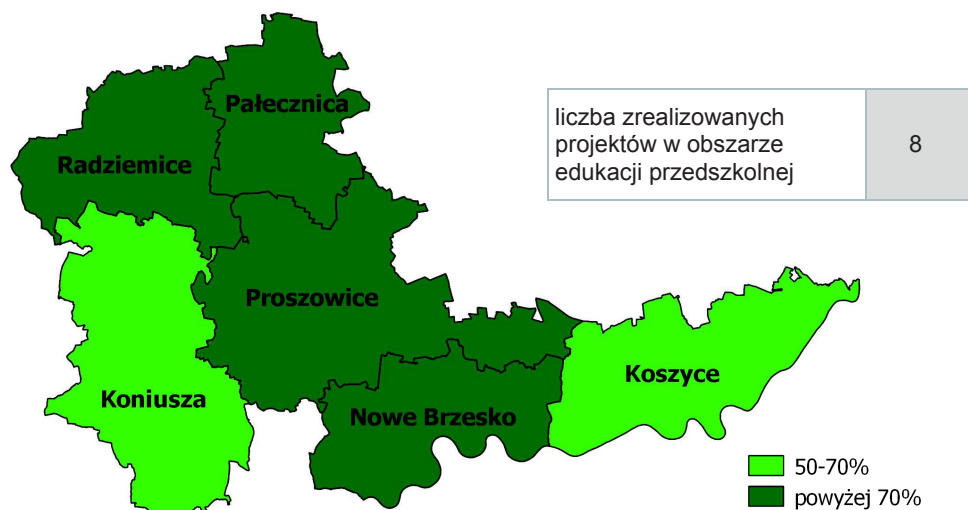 Pałecznica
liczba zrealizowanych
projektów w obszarze
edukacji przedszkolnej
8
Radziemice
Proszowice
Koszyce
Koniusza
Nowe Brzesko
50-70%
powyżej 70%